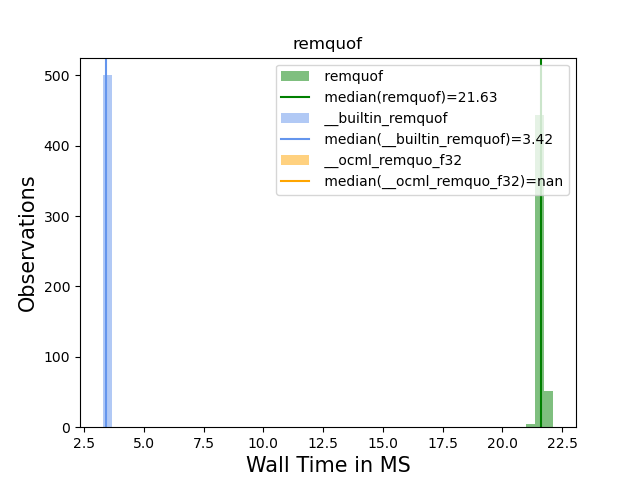 remquof
500
400
300
200
100
0
Observations
remquof
median(remquof)=21.63
__builtin_remquof
median(__builtin_remquof)=3.42
__ocml_remquo_f32
median(__ocml_remquo_f32)=nan
2.5 5.0 7.5 10.0 12.5 15.0 17.5 20.0 22.5
Wall Time in MS